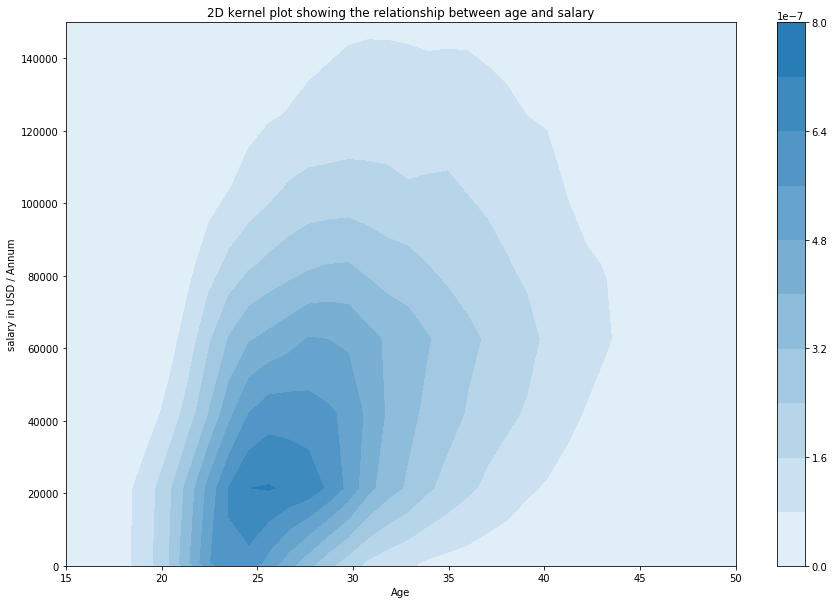 2D kernel plot showing the relationship between age and salary
1e−7
8.0
6.4
4.8
3.2
1.6
0.0
salary in USD / Annum
140000
120000
100000
80000
60000
40000
20000
0
15 20 25 30 35 40 45 50
Age